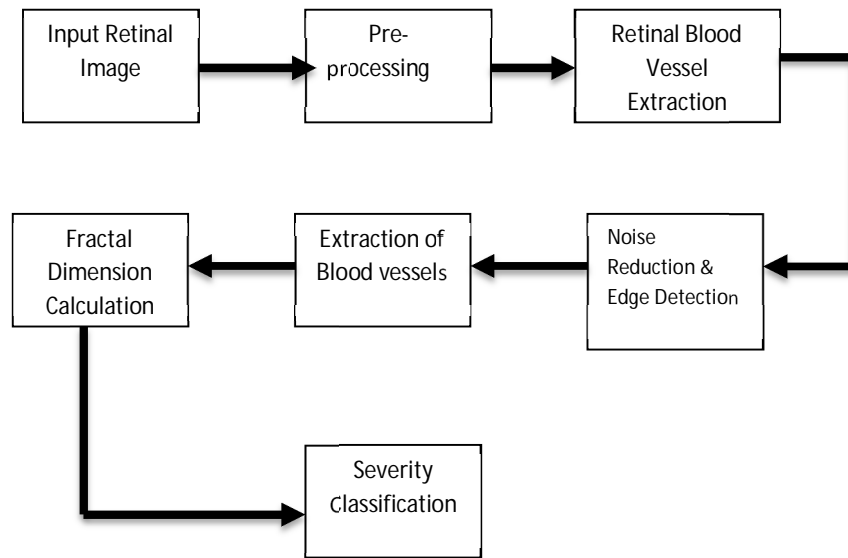 Input Retinal
Image
Pre-
processing
Retinal Blood
Vessel
Extraction
Noise
Reduction &
Edge Detection
Extraction of
Blood vessels
Fractal
Dimension
Calculation
Severity
Classification